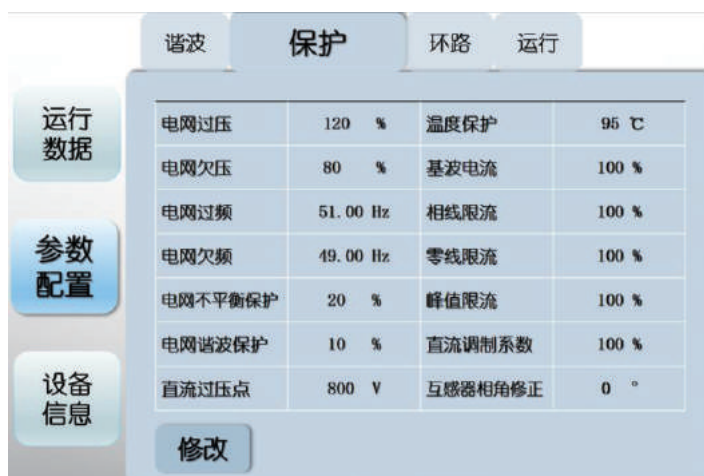 谐波 保护 环路 运行
运行
数据
参数
配置
设备
信息
电网过压 120 % 温度保护 95 ℃
电网欠压 80 % 基波电流 100 %
电网过频 51.00 Hz 相线限流 100 %
电网欠频 49.00 Hz 零线限流 100 %
电网不平衡保护 20 % 峰值限流 100 %
电网谐波保护 10 % 直流调制系数 100 %
直流过压点 800 V 互感器相角修正 0 °
修改